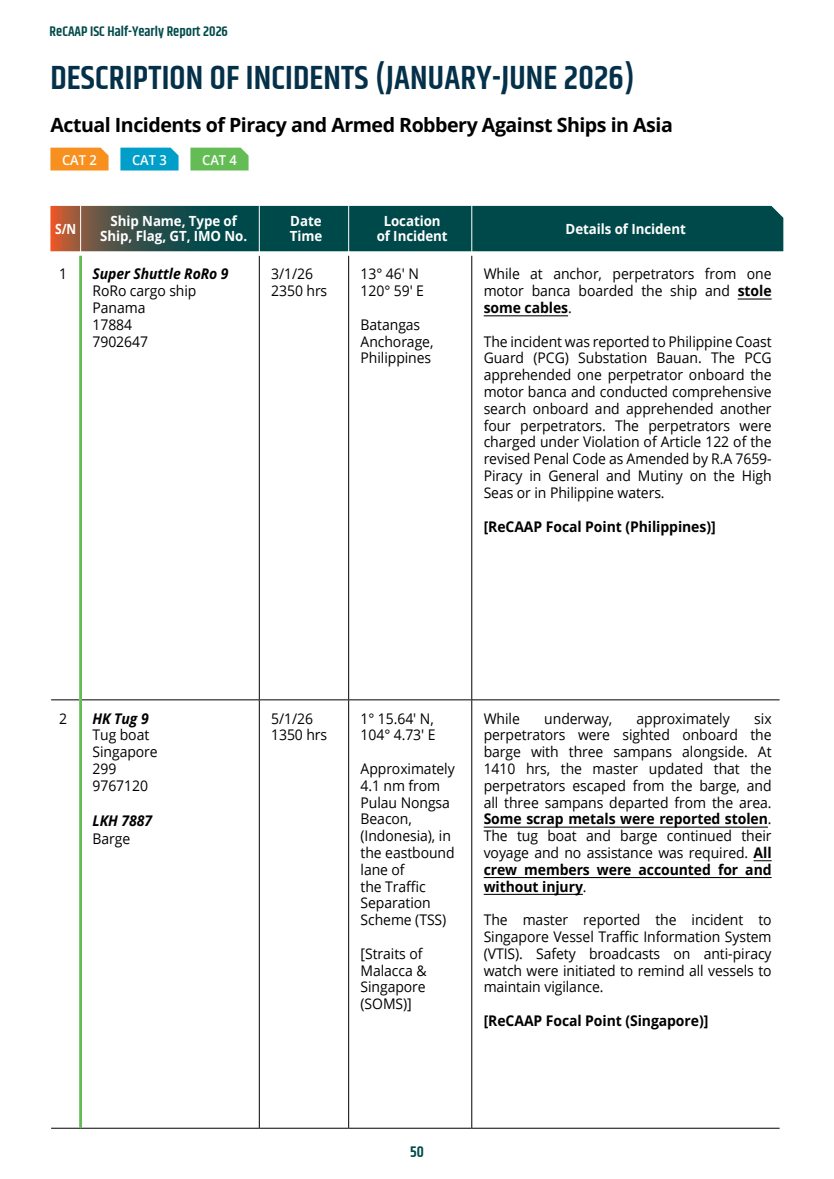 ReCAAP ISC Half-Yearly Report 2026
DESCRIPTION OF INCIDENTS (JANUARY-JUNE 2026)
Actual Incidents of Piracy and Armed Robbery Against Ships in Asia
CAT 2 CAT 3 CAT 4
S/N
Ship Name, Type of
Ship, Flag, GT, IMO No.
Date
Time
Location
of Incident
Details of Incident
1
Super Shuttle RoRo 9
RoRo cargo ship
Panama
17884
7902647
3/1/26
2350 hrs
13° 46' N
120° 59' E
Batangas
Anchorage,
Philippines
While at anchor, perpetrators from one
motor banca boarded the ship and stole
some cables.
The incident was reported to Philippine Coast
Guard (PCG) Substation Bauan. The PCG
apprehended one perpetrator onboard the
motor banca and conducted comprehensive
search onboard and apprehended another
four perpetrators. The perpetrators were
charged under Violation of Article 122 of the
revised Penal Code as Amended by R.A 7659-
Piracy in General and Mutiny on the High
Seas or in Philippine waters.
[ReCAAP Focal Point (Philippines)]
2
HK Tug 9
Tug boat
Singapore
299
9767120
LKH 7887
Barge
5/1/26
1350 hrs
1° 15.64' N,
104° 4.73' E
Approximately
4.1 nm from
Pulau Nongsa
Beacon,
(Indonesia), in
the eastbound
lane of
the Traffic
Separation
Scheme (TSS)
[Straits of
Malacca &
Singapore
(SOMS)]
While underway, approximately six
perpetrators were sighted onboard the
barge with three sampans alongside. At
1410 hrs, the master updated that the
perpetrators escaped from the barge, and
all three sampans departed from the area.
Some scrap metals were reported stolen.
The tug boat and barge continued their
voyage and no assistance was required. All
crew members were accounted for and
without injury.
The master reported the incident to
Singapore Vessel Traffic Information System
(VTIS). Safety broadcasts on anti-piracy
watch were initiated to remind all vessels to
maintain vigilance.
[ReCAAP Focal Point (Singapore)]
50